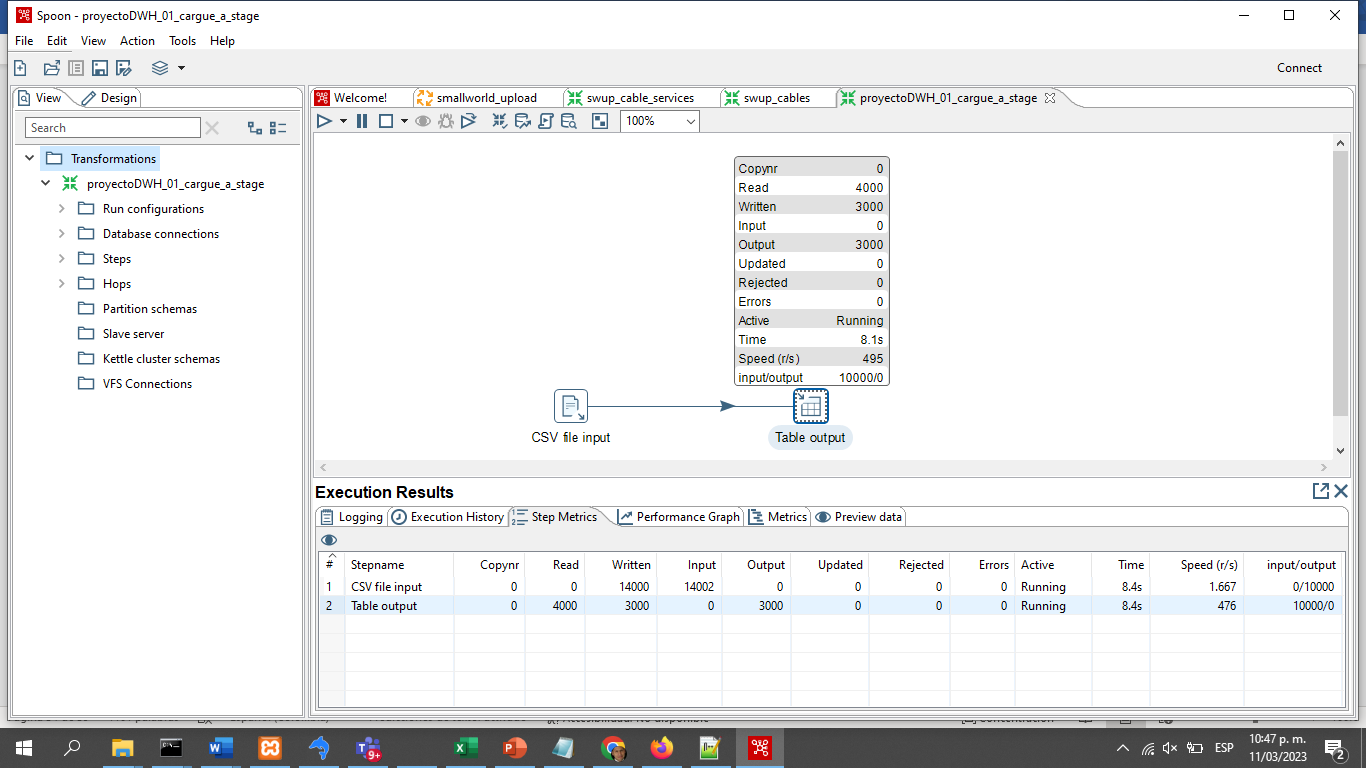 Spoon - proyectoDWH_01_cargue_a_stage
File Edit View Action Tools Help
Connect
View Design
Search
Transformations
proyectoDWH_01_cargue_a_stage
Run configurations
Database connections
Steps
Hops
Partition schemas
Slave server
Kettle cluster schemas
VFS Connections
Welcome! smallworld_upload swup_cable_services swup_cables proyectoDWH_01_cargue_a_stage
100%
Copynr 0
Read 4000
Written 3000
Input 0
Output 3000
Updated 0
Rejected 0
Errors 0
Active Running
Time 8.1s
Speed (r/s) 495
input/output 10000/0
CSV file input Table output
Execution Results
Logging Execution History Step Metrics Performance Graph Metrics Preview data
# Stepname Copynr Read Written Input Output Updated Rejected Errors Active Time Speed (r/s) input/output
1 CSV file input 0 0 14000 14002 0 0 0 0 Running 8.4s 1.667 0/10000
2 Table output 0 4000 3000 0 3000 0 0 0 Running 8.4s 476 10000/0
9+
ESP
10:47 p. m.
11/03/2023
2